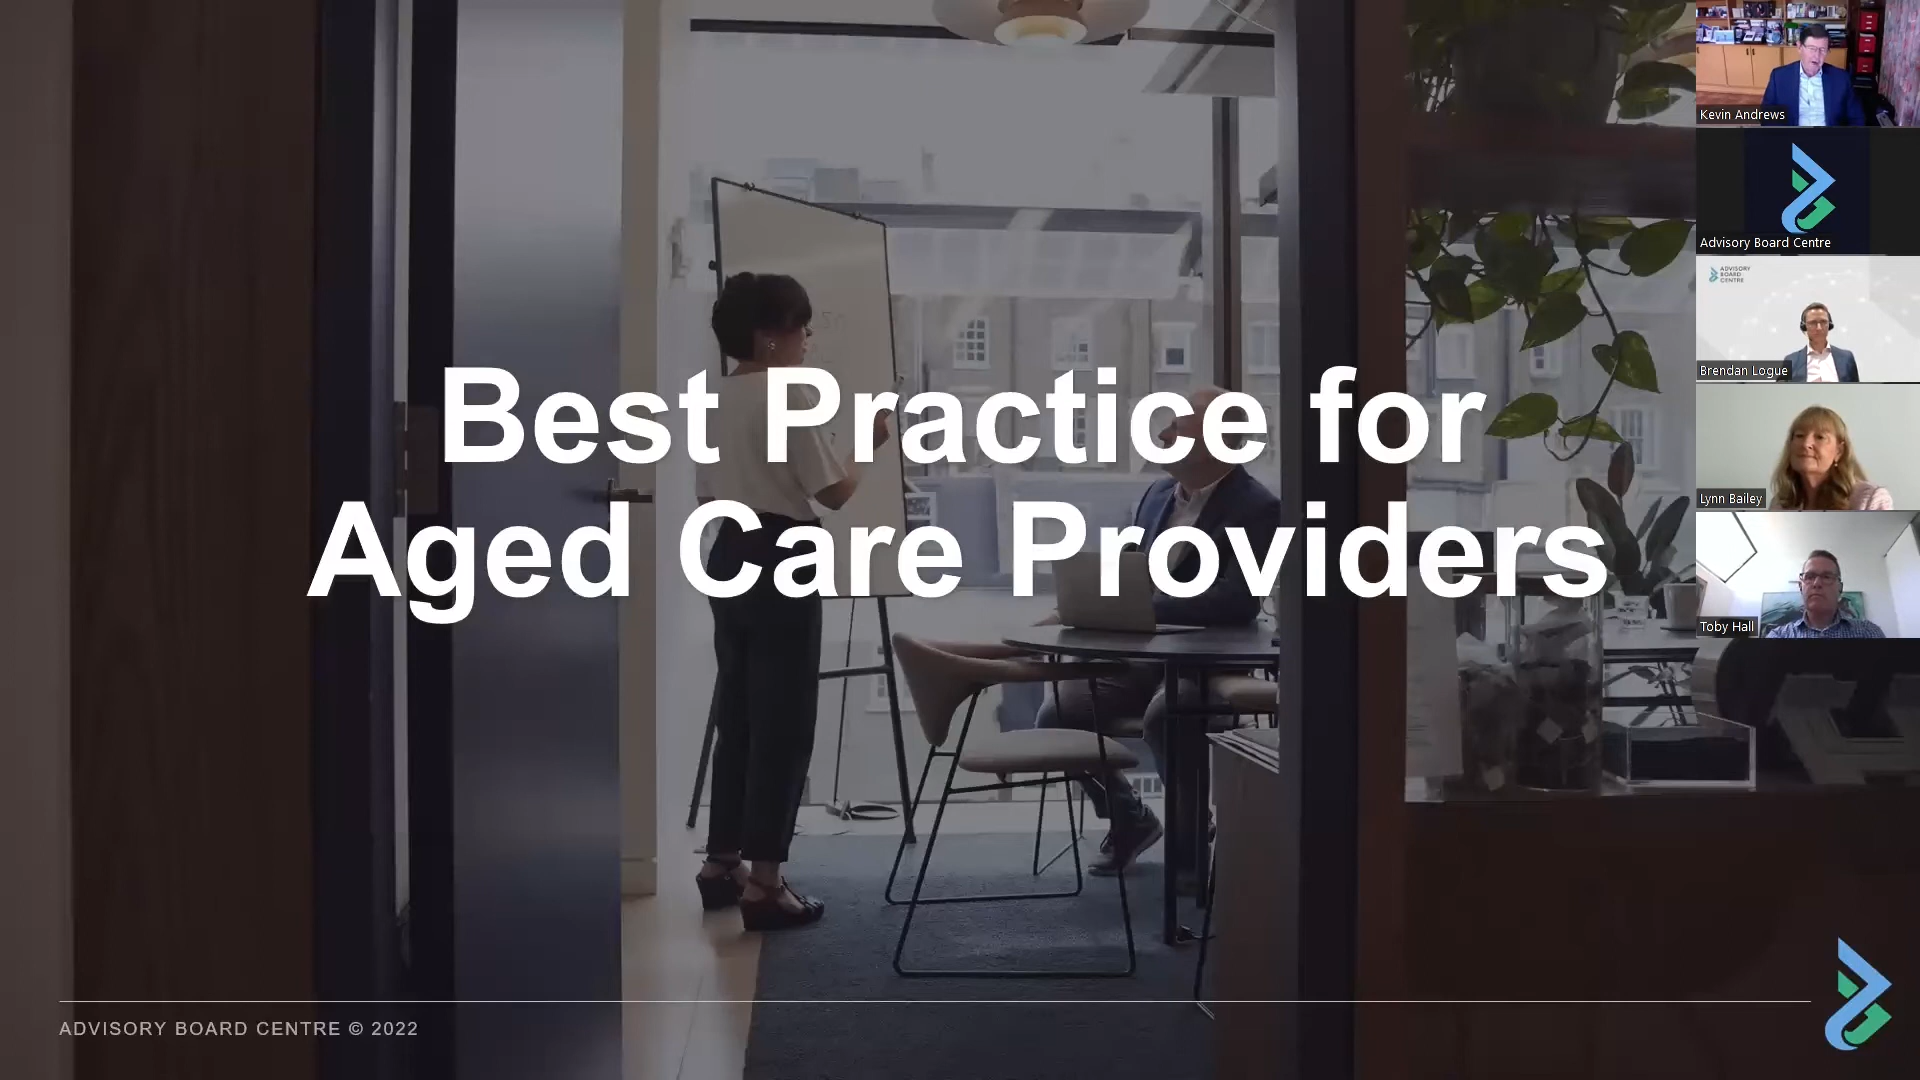 Best Practice for
Aged Care Providers
Kevin Andrews
Advisory Board Centre
ADVISORY
BOARD
CENTRE
Brendan Logue
Lynn Bailey
Toby Hall
ADVISORY BOARD CENTRE © 2022